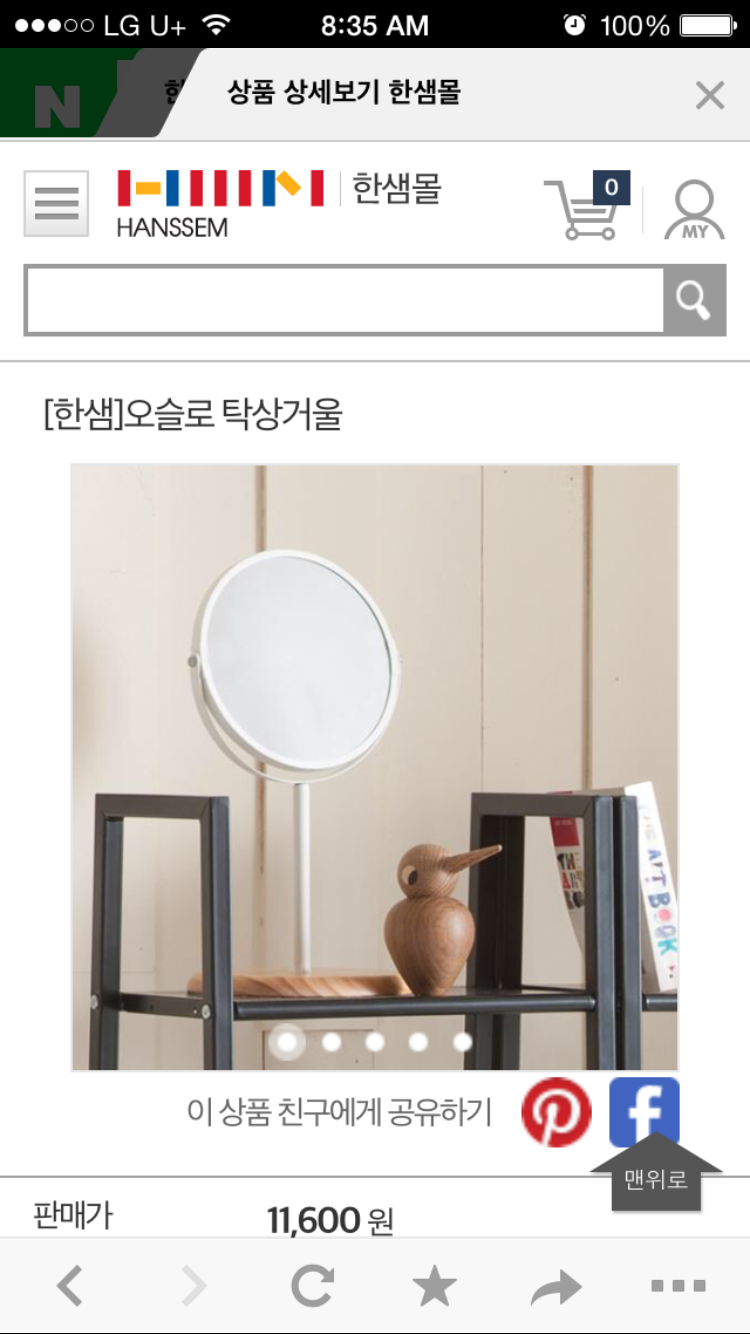 LG U+ 8:35 AM 100%
N 한 상품 상세보기 한샘몰
한샘몰 0
HANSSEM MY
[한샘]오슬로 탁상거울
ART BOOK
이 상품 친구에게 공유하기
맨위로
판매가 11,600 원